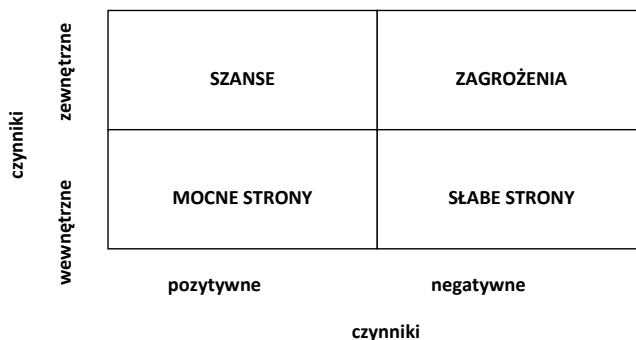 zewnętrzne
SZANSE
ZAGROŻENIA
czynniki
wewnętrzne
MOCNE STRONY
SŁABE STRONY
pozytywne
negatywne
czynniki